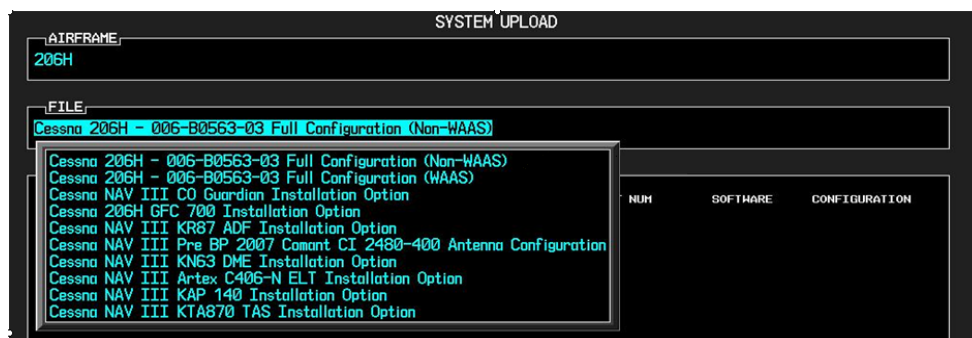 SYSTEM UPLOAD
AIRFRAME
206H
FILE
Cessna 206H - 006-B0563-03 Full Configuration (Non-WAAS)
Cessna 206H - 006-B0563-03 Full Configuration (Non-WAAS)
Cessna 206H - 006-B0563-03 Full Configuration (WAAS)
Cessna NAV III CO Guardian Installation Option
Cessna 206H GFC 700 Installation Option
Cessna NAV III KR87 ADF Installation Option
Cessna NAV III Pre BP 2007 Comant CI 2480-400 Antenna Configuration
Cessna NAV III KN63 DME Installation Option
Cessna NAV III Artex C406-N ELT Installation Option
Cessna NAV III KAP 140 Installation Option
Cessna NAV III KTA870 TAS Installation Option
NUM SOFTWARE CONFIGURATION